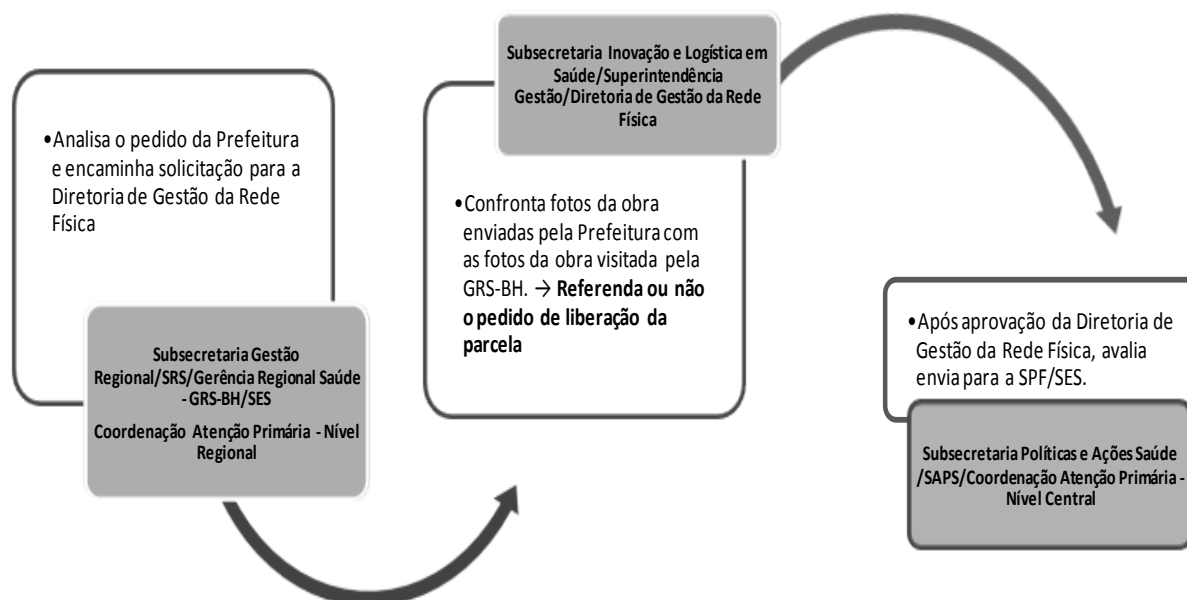 •Analisa o pedido da Prefeitura
e encaminha solicitação para a
Diretoria de Gestão da Rede
Física
Subsecretaria Gestão
Regional/SRS/Gerência Regional Saúde
- GRS-BH/SES
Coordenação Atenção Primária - Nível
Regional
Subsecretaria Inovação e Logística em
Saúde/Superintendência
Gestão/Diretoria de Gestão da Rede
Física
•Confronta fotos da obra
enviadas pela Prefeitura com
as fotos da obra visitada pela
GRS-BH. → Referenda ou não
o pedido de liberação da
parcela
•Após aprovação da Diretoria de
Gestão da Rede Física, avalia
envia para a SPF/SES.
Subsecretaria Políticas e Ações Saúde
/SAPS/Coordenação Atenção Primária -
Nível Central